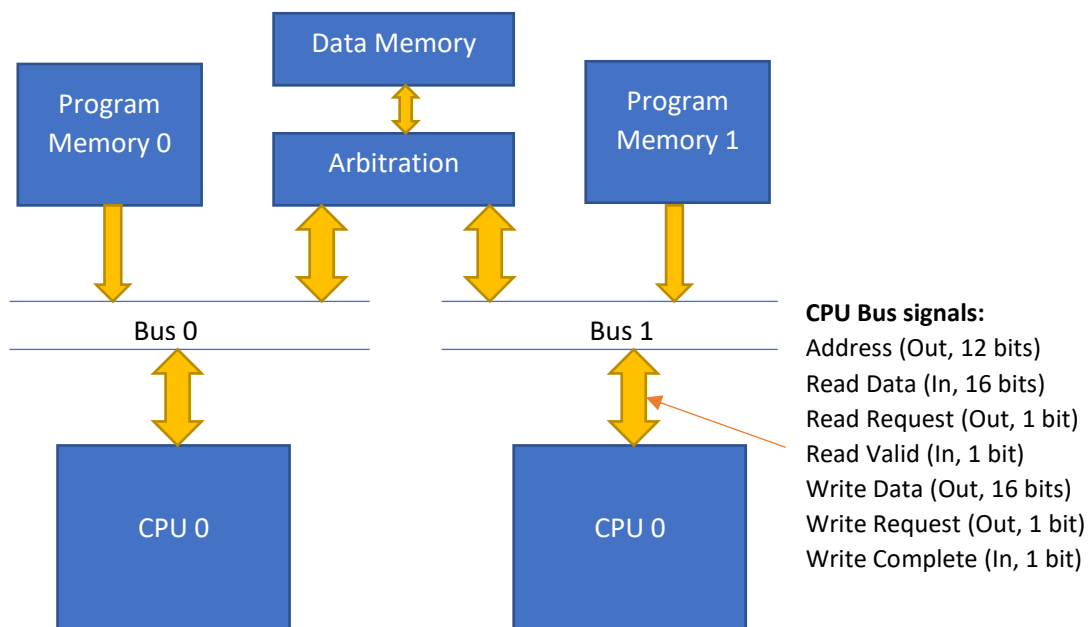 Data Memory
Program
Memory 0
Program
Memory 1
Arbitration
Bus 0
Bus 1
CPU Bus signals:
Address (Out, 12 bits)
Read Data (In, 16 bits)
Read Request (Out, 1 bit)
Read Valid (In, 1 bit)
Write Data (Out, 16 bits)
Write Request (Out, 1 bit)
Write Complete (In, 1 bit)
CPU 0
CPU 0